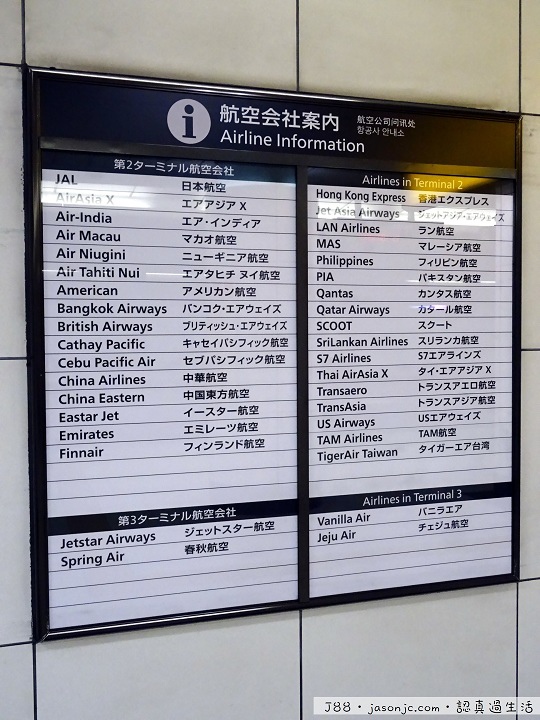 航空会社案内
航空公司问讯处
항공사 안내소
Airline Information
第2ターミナル航空会社
JAL 日本航空
AirAsia X エアアジア X
Air-India エア・インディア
Air Macau マカオ航空
Air Niugini ニューギニア航空
Air Tahiti Nui エアタヒチ ヌイ航空
American アメリカン航空
Bangkok Airways バンコク・エアウェイズ
British Airways ブリティッシュ・エアウェイズ
Cathay Pacific キャセイパシフィック航空
Cebu Pacific Air セブパシフィック航空
China Airlines 中華航空
China Eastern 中国東方航空
Eastar Jet イースター航空
Emirates エミレーツ航空
Finnair フィンランド航空
第3ターミナル航空会社
Jetstar Airways ジェットスター航空
Spring Air 春秋航空
Airlines in Terminal 2
Hong Kong Express 香港エクスプレス
Jet Asia Airways ジェットアジア・エアウェイズ
LAN Airlines ラン航空
MAS マレーシア航空
Philippines フィリピン航空
PIA パキスタン航空
Qantas カンタス航空
Qatar Airways カタール航空
SCOOT スクート
SriLankan Airlines スリランカ航空
S7 Airlines S7エアラインズ
Thai AirAsia X タイ・エアアジア X
Transaero トランスアエロ航空
TransAsia トランスアジア航空
US Airways USエアウェイズ
TAM Airlines TAM航空
TigerAir Taiwan タイガーエア台湾
Airlines in Terminal 3
Vanilla Air バニラエア
Jeju Air チェジュ航空
J88・jasonjc.com・認真過生活